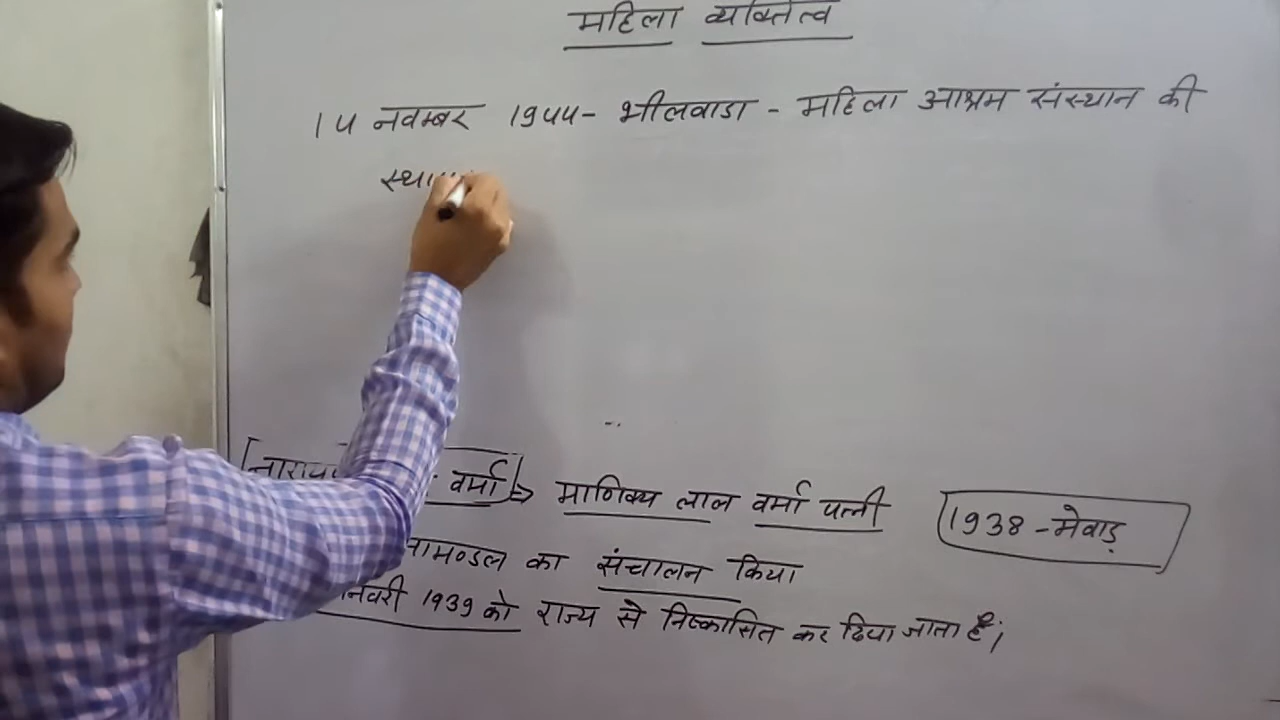 महिला व्यक्तित्व
14 नवम्बर 1944- भीलवाडा - महिला आश्रम संस्थान की
वर्मा => माणिक्य लाल वर्मा पत्नी
1938 -मेवाड़
का संचालन किया
1939 को राज्य से निष्कासित कर दिया जाता है;